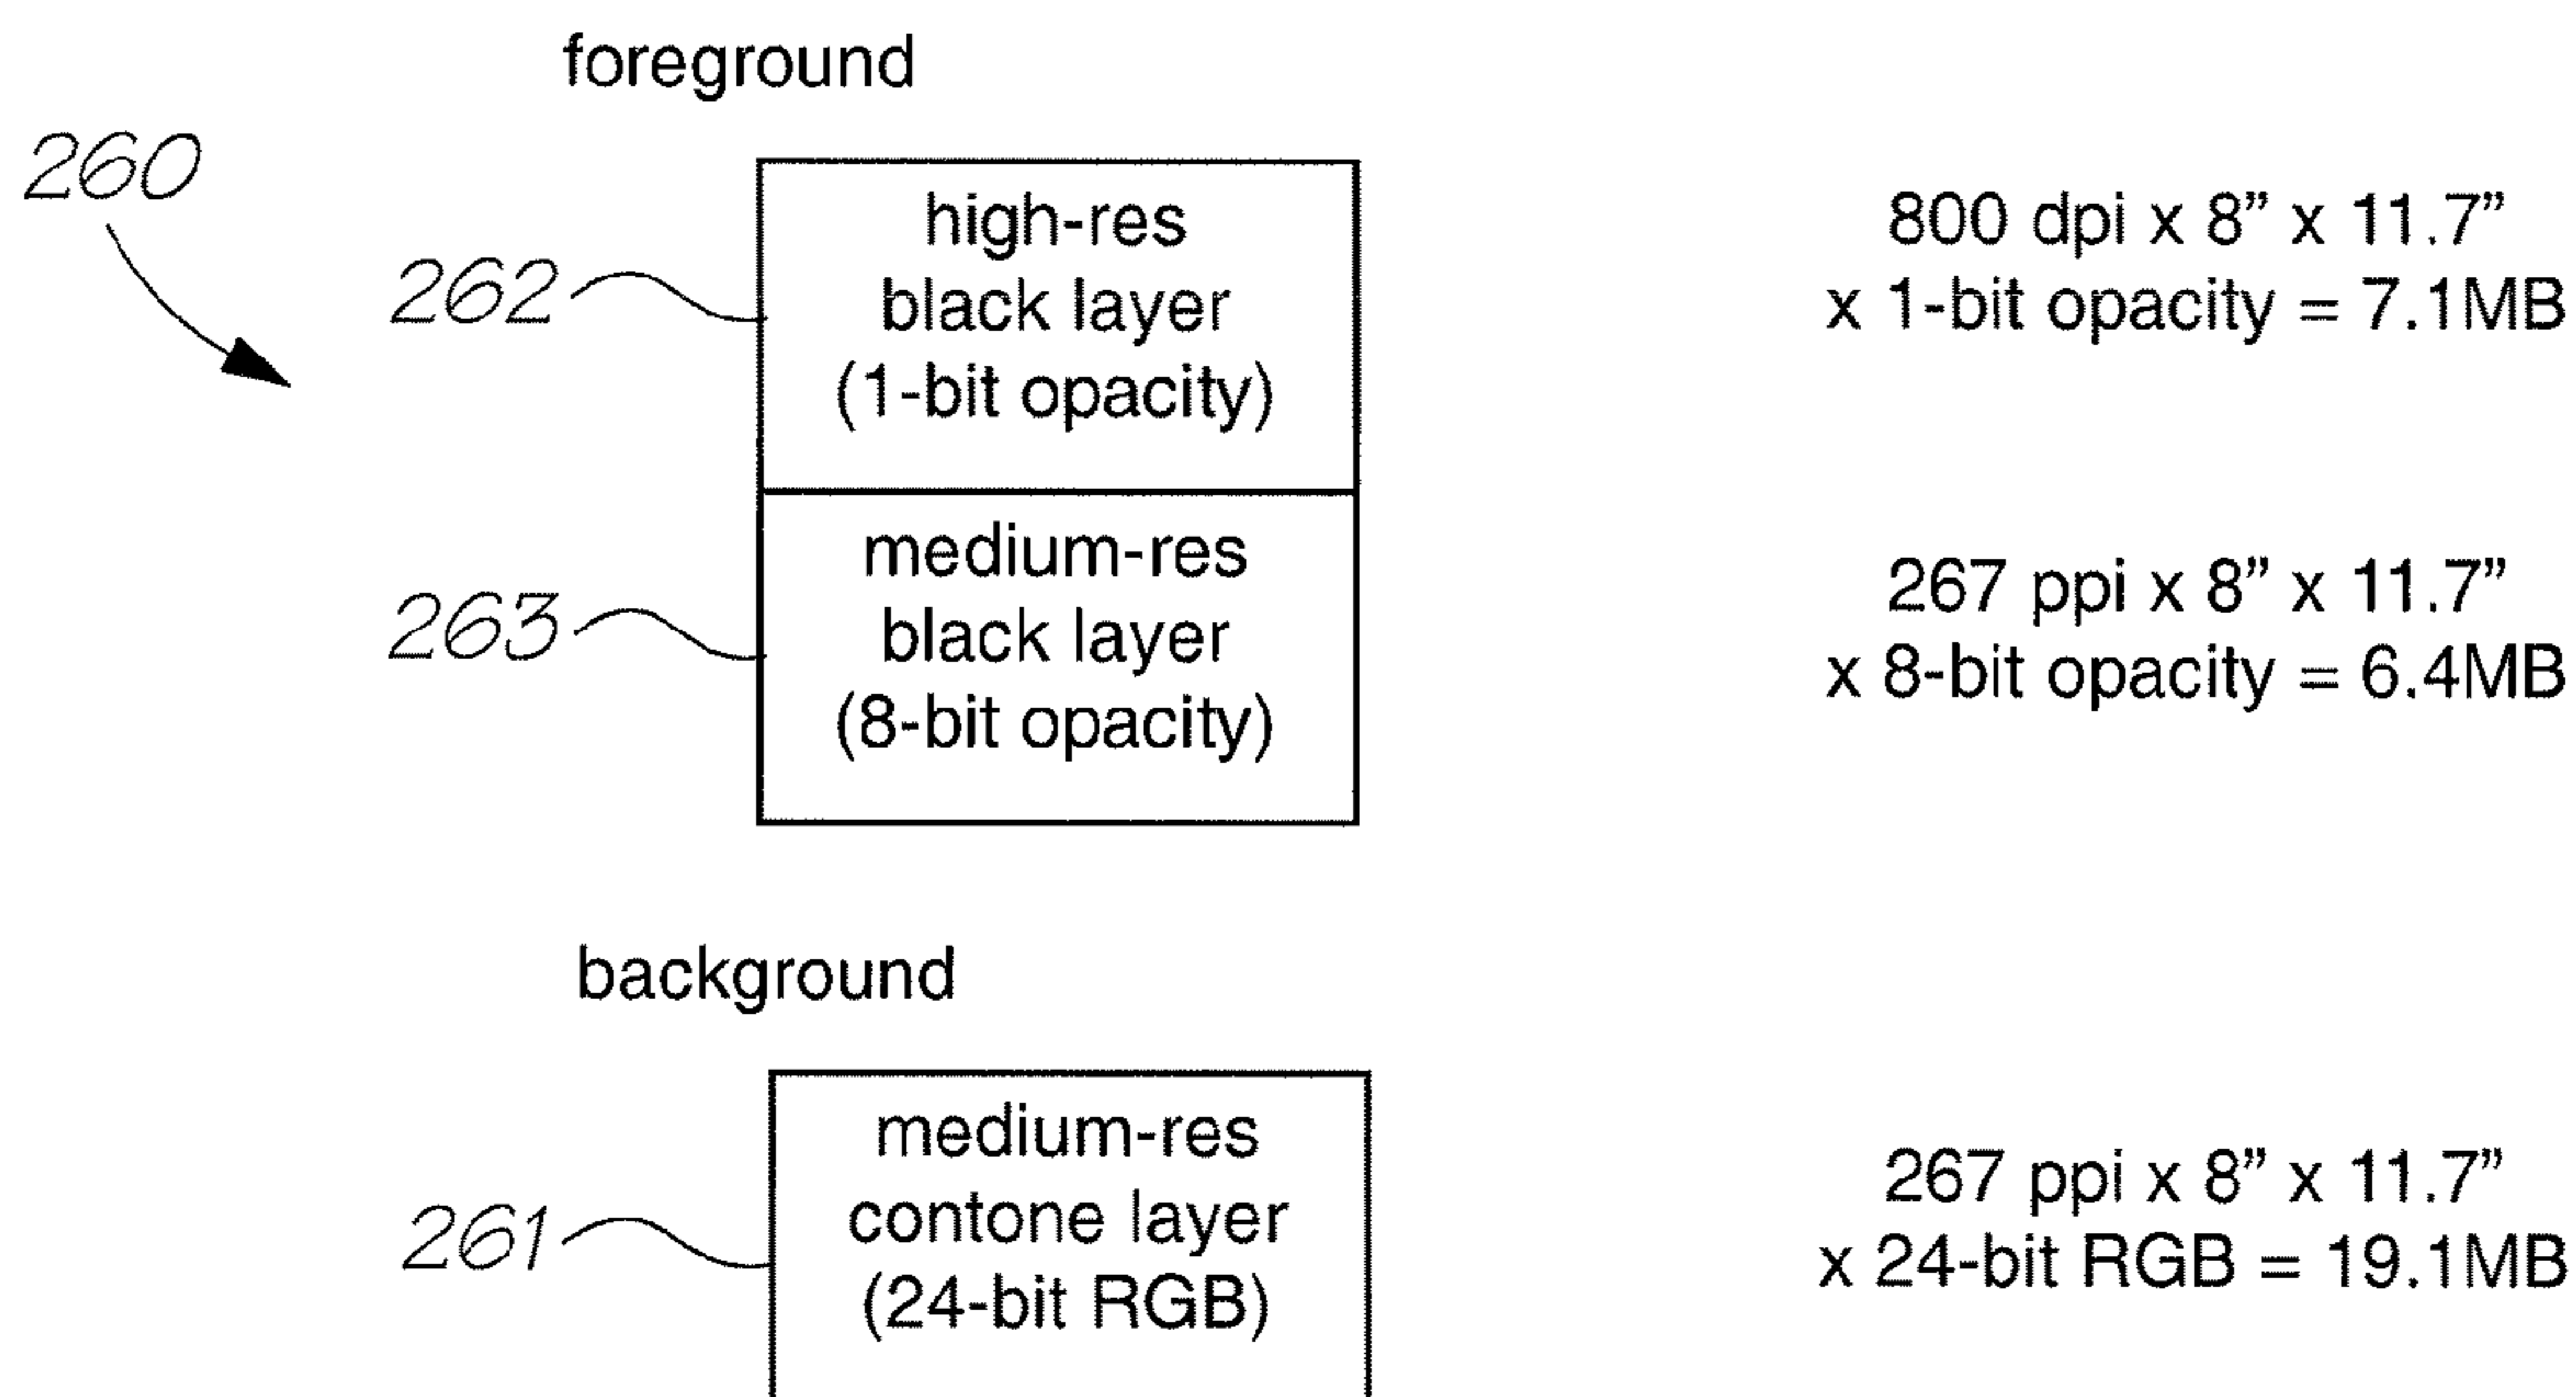 foreground
260
262
high-res
black layer
(1-bit opacity)
800 dpi x 8” x 11.7”
x 1-bit opacity = 7.1MB
263
medium-res
black layer
(8-bit opacity)
267 ppi x 8” x 11.7”
x 8-bit opacity = 6.4MB
background
261
medium-res
contone layer
(24-bit RGB)
267 ppi x 8” x 11.7”
x 24-bit RGB = 19.1MB